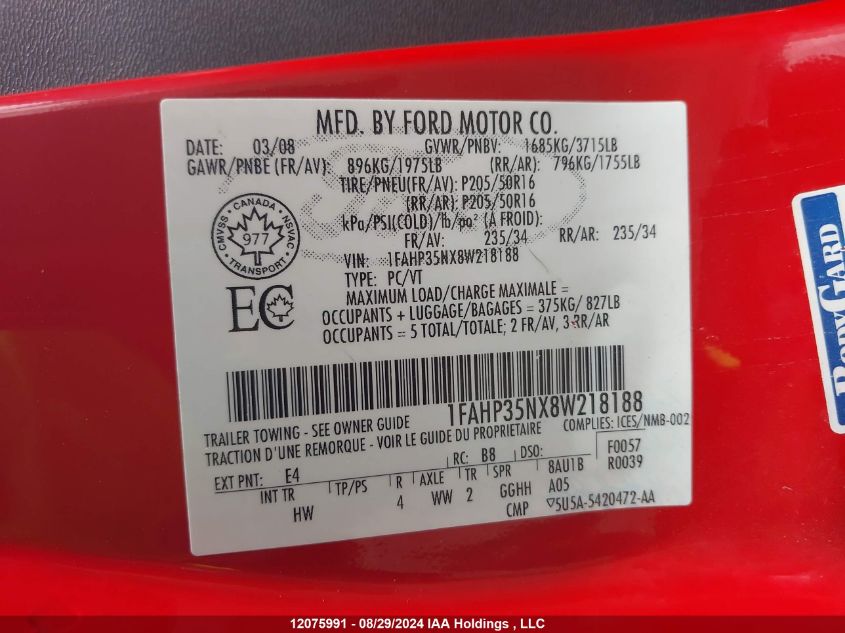 MFD. BY FORD MOTOR CO.
DATE: 03/08 GVWR/PNBV: 1685KG/3715LB
GAWR/PNBE (FR/AV): 896KG/1975LB (RR/AR): 796KG/1755LB
TIRE/PNEU(FR/AV): P205/50R16
(RR/AR): P205/50R16
kPa/PSI(COLD)/lb/po² (À FROID):
FR/AV: 235/34 RR/AR: 235/34
CMVSS • CANADA • NSVAC
977
• TRANSPORT •
VIN: 1FAHP35NX8W218188
TYPE: PC/VT
EC
MAXIMUM LOAD/CHARGE MAXIMALE =
OCCUPANTS + LUGGAGE/BAGAGES = 375KG/ 827LB
OCCUPANTS = 5 TOTAL/TOTALE; 2 FR/AV, 3 RR/AR
1FAHP35NX8W218188
TRAILER TOWING - SEE OWNER GUIDE COMPLIES: ICES/NMB-002
TRACTION D'UNE REMORQUE - VOIR LE GUIDE DU PROPRIETAIRE
EXT PNT: E4 RC: B8 DSO: F0057
INT TR TP/PS R AXLE TR SPR 8AU1B R0039
HW 4 WW 2 GGHH A05
CMP ▽5U5A-5420472-AA
BODYGARD
12075991 - 08/29/2024 IAA Holdings , LLC